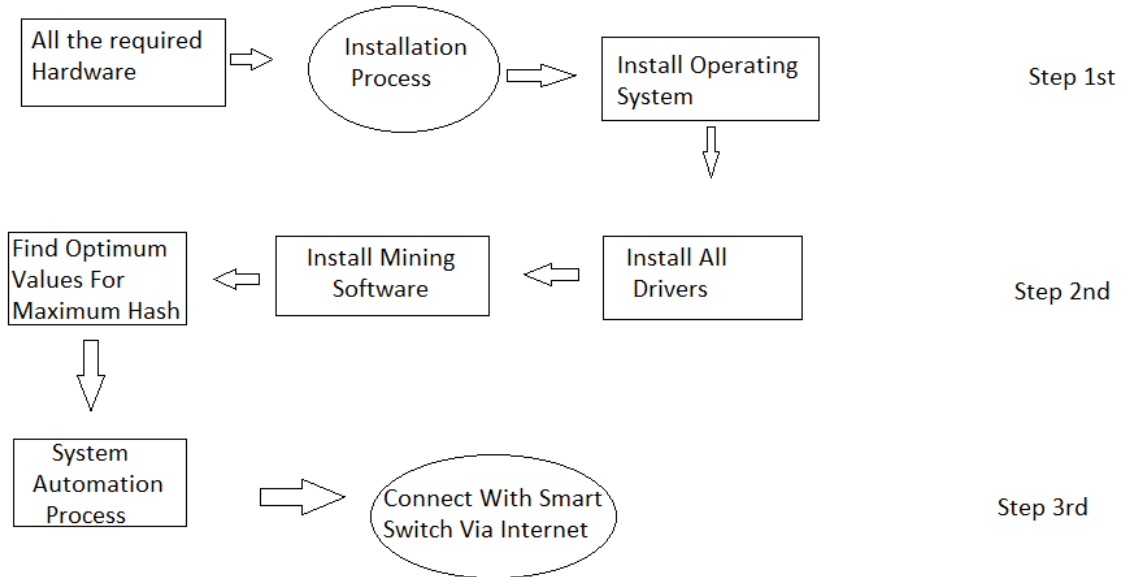 All the required
Hardware
Installation
Process
Install Operating
System
Step 1st
Find Optimum
Values For
Maximum Hash
Install Mining
Software
Install All
Drivers
Step 2nd
System
Automation
Process
Connect With Smart
Switch Via Internet
Step 3rd